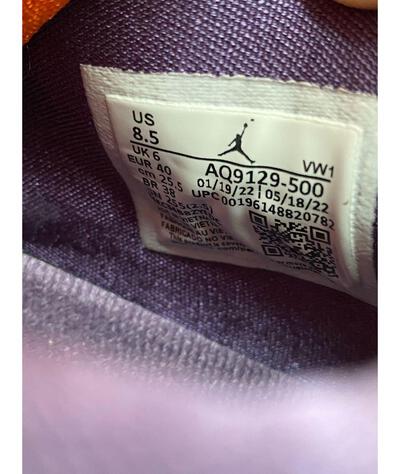 US
8.5
UK 6
EUR 40
cm 25.5
BR 38
VW1
AQ9129-500
01/19/22 05/18/22
UPC 00196148820782
FABRICADO